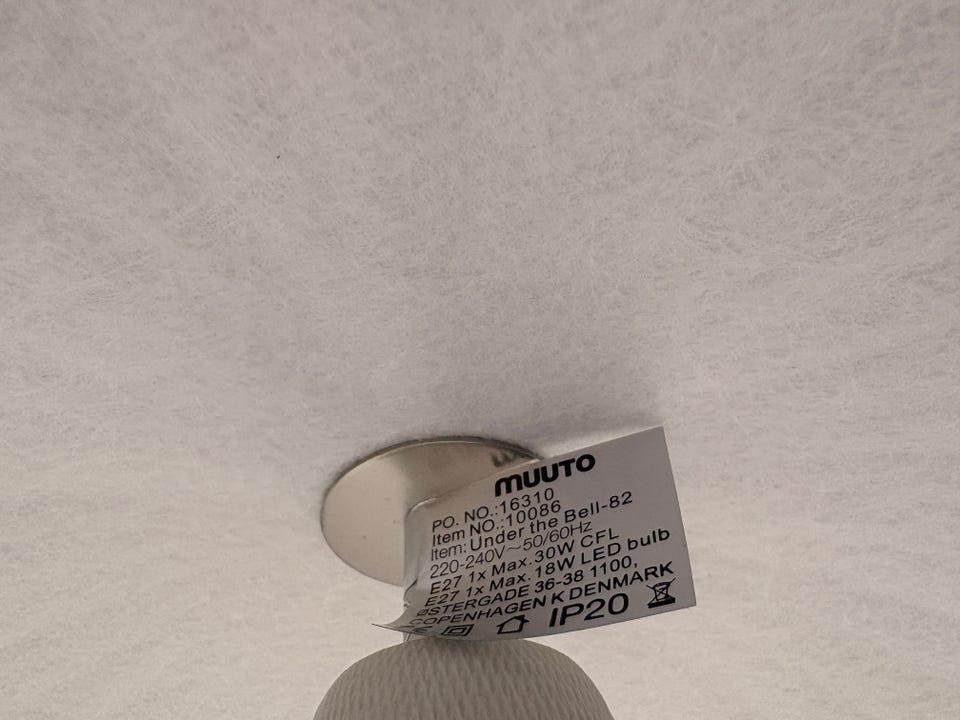 muuto
PO. NO.:16310
Item NO.:10086
Item: Under the Bell-82
220-240V~50/60Hz
E27 1x Max.30W CFL
E27 1x Max.18W LED bulb
ØSTERGADE 36-38 1100,
COPENHAGEN K DENMARK
IP20